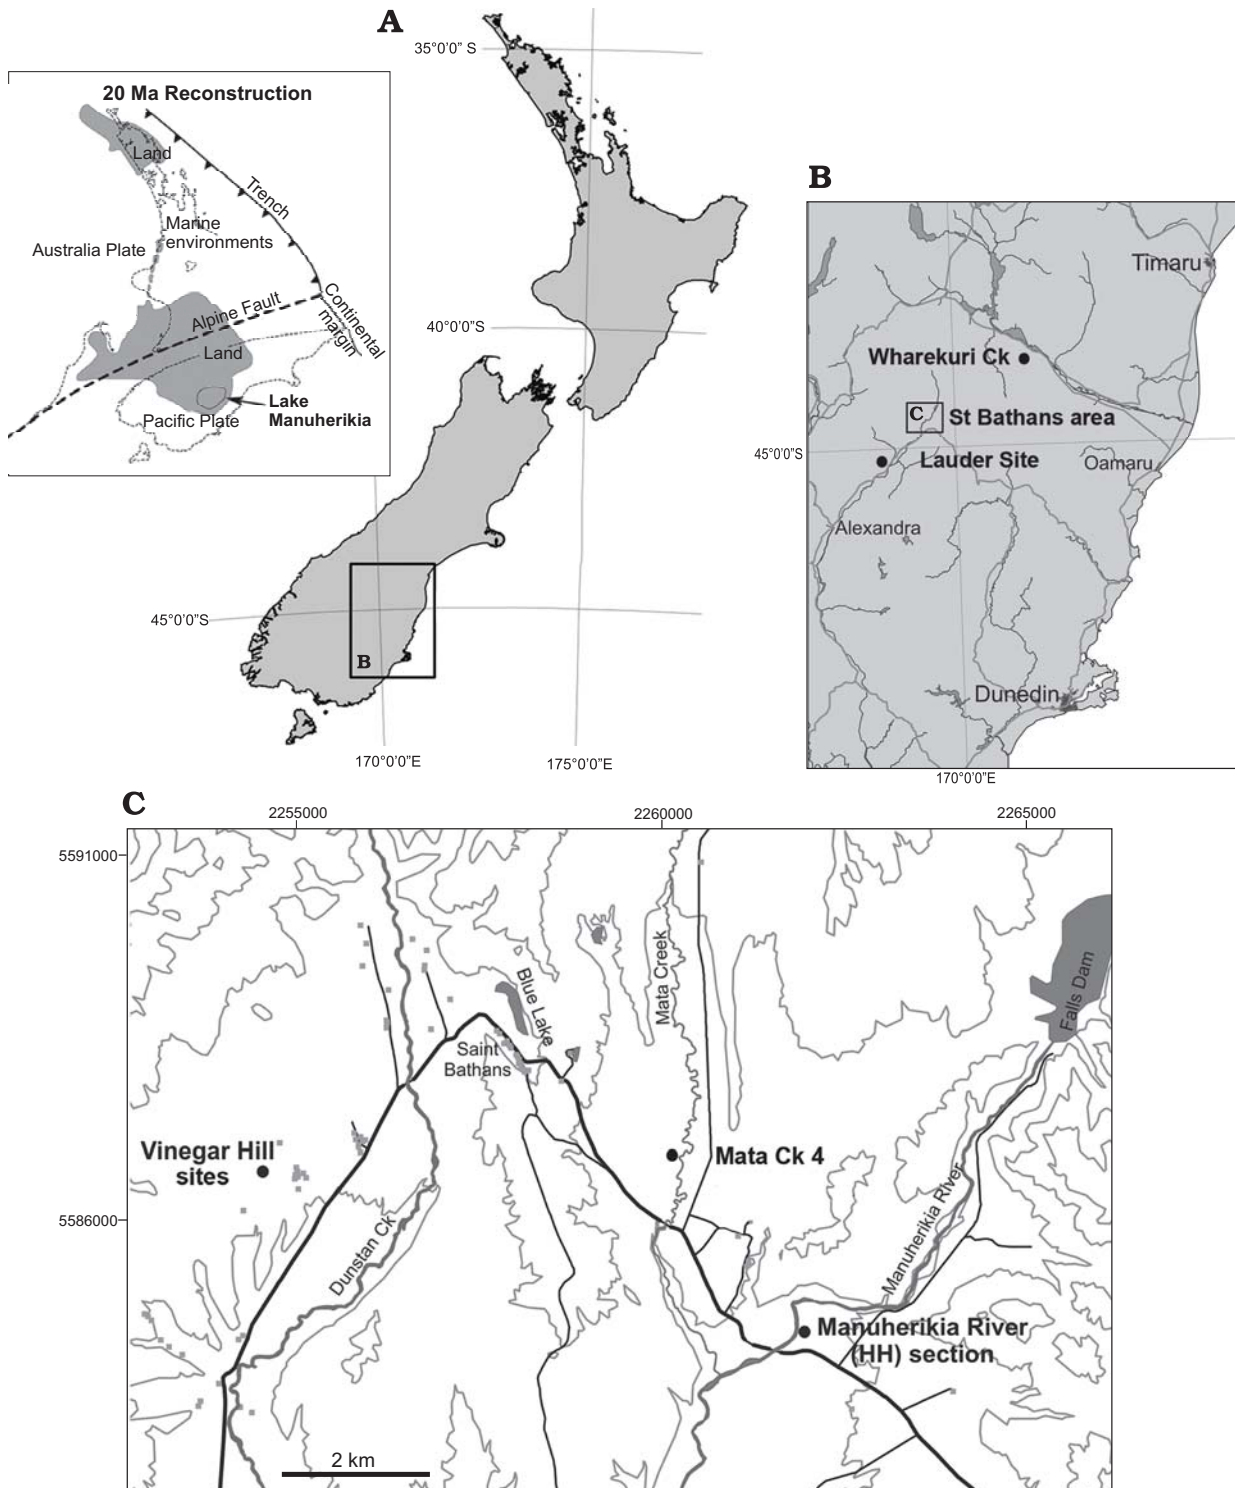 A
35°0'0" S
20 Ma Reconstruction
Land
Trench
Marine
environments
Australia Plate
Alpine Fault
Continental
margin
Land
Lake
Manuherikia
Pacific Plate
40°0'0"S
45°0'0"S
B
170°0'0"E
175°0'0"E
B
Timaru
Wharekuri Ck
C
St Bathans area
45°0'0"S
Lauder Site
Oamaru
Alexandra
Dunedin
170°0'0"E
C
2255000
2260000
2265000
5591000
Mata Creek
Blue Lake
Falls Dam
Saint
Bathans
Vinegar Hill
sites
Mata Ck 4
5586000
Dunstan Ck
Manuherikia River
Manuherikia River
(HH) section
2 km